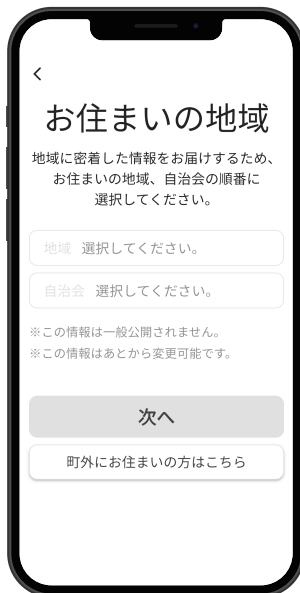 お住まいの地域
地域に密着した情報をお届けするため、
お住まいの地域、自治会の順番に
選択してください。
地域 選択してください。
自治会 選択してください。
※この情報は一般公開されません。
※この情報はあとから変更可能です。
次へ
町外にお住まいの方はこちら